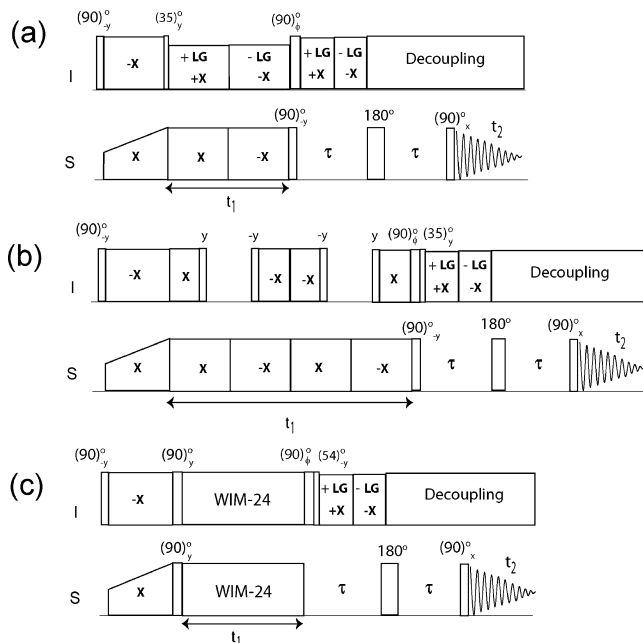 (a)
(90)°-y (35)°y (90)°ϕ
I -X + LG +X - LG -X + LG +X - LG -X Decoupling
(90)°-y 180° (90)°x t2
S X X -X τ τ
t1
(b)
(90)°-y y -y -y y (90)°ϕ (35)°y
I -X X -X -X X + LG +X - LG -X Decoupling
(90)°-y 180° (90)°x t2
S X X -X X -X τ τ
t1
(c)
(90)°-y (90)°y (90)°ϕ (54)°-y
I -X WIM-24 + LG +X - LG -X Decoupling
(90)°y 180° (90)°x t2
S X WIM-24 τ τ
t1